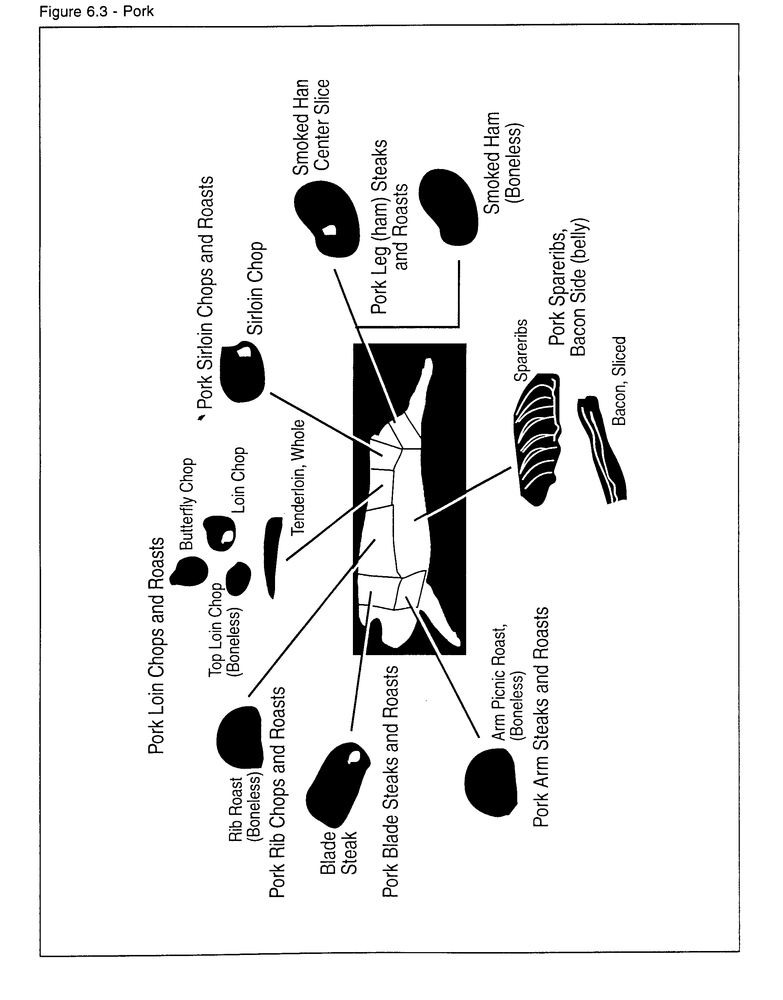 Figure 6.3 - Pork
Pork Loin Chops and Roasts
Butterfly Chop
Top Loin Chop
(Boneless)
Loin Chop
Tenderloin, Whole
Pork Sirloin Chops and Roasts
Sirloin Chop
Smoked Han
Center Slice
Pork Leg (ham) Steaks
and Roasts
Smoked Ham
(Boneless)
Rib Roast
(Boneless)
Pork Rib Chops and Roasts
Blade
Steak
Pork Blade Steaks and Roasts
Arm Picnic Roast,
(Boneless)
Pork Arm Steaks and Roasts
Spareribs
Pork Spareribs,
Bacon Side (belly)
Bacon, Sliced